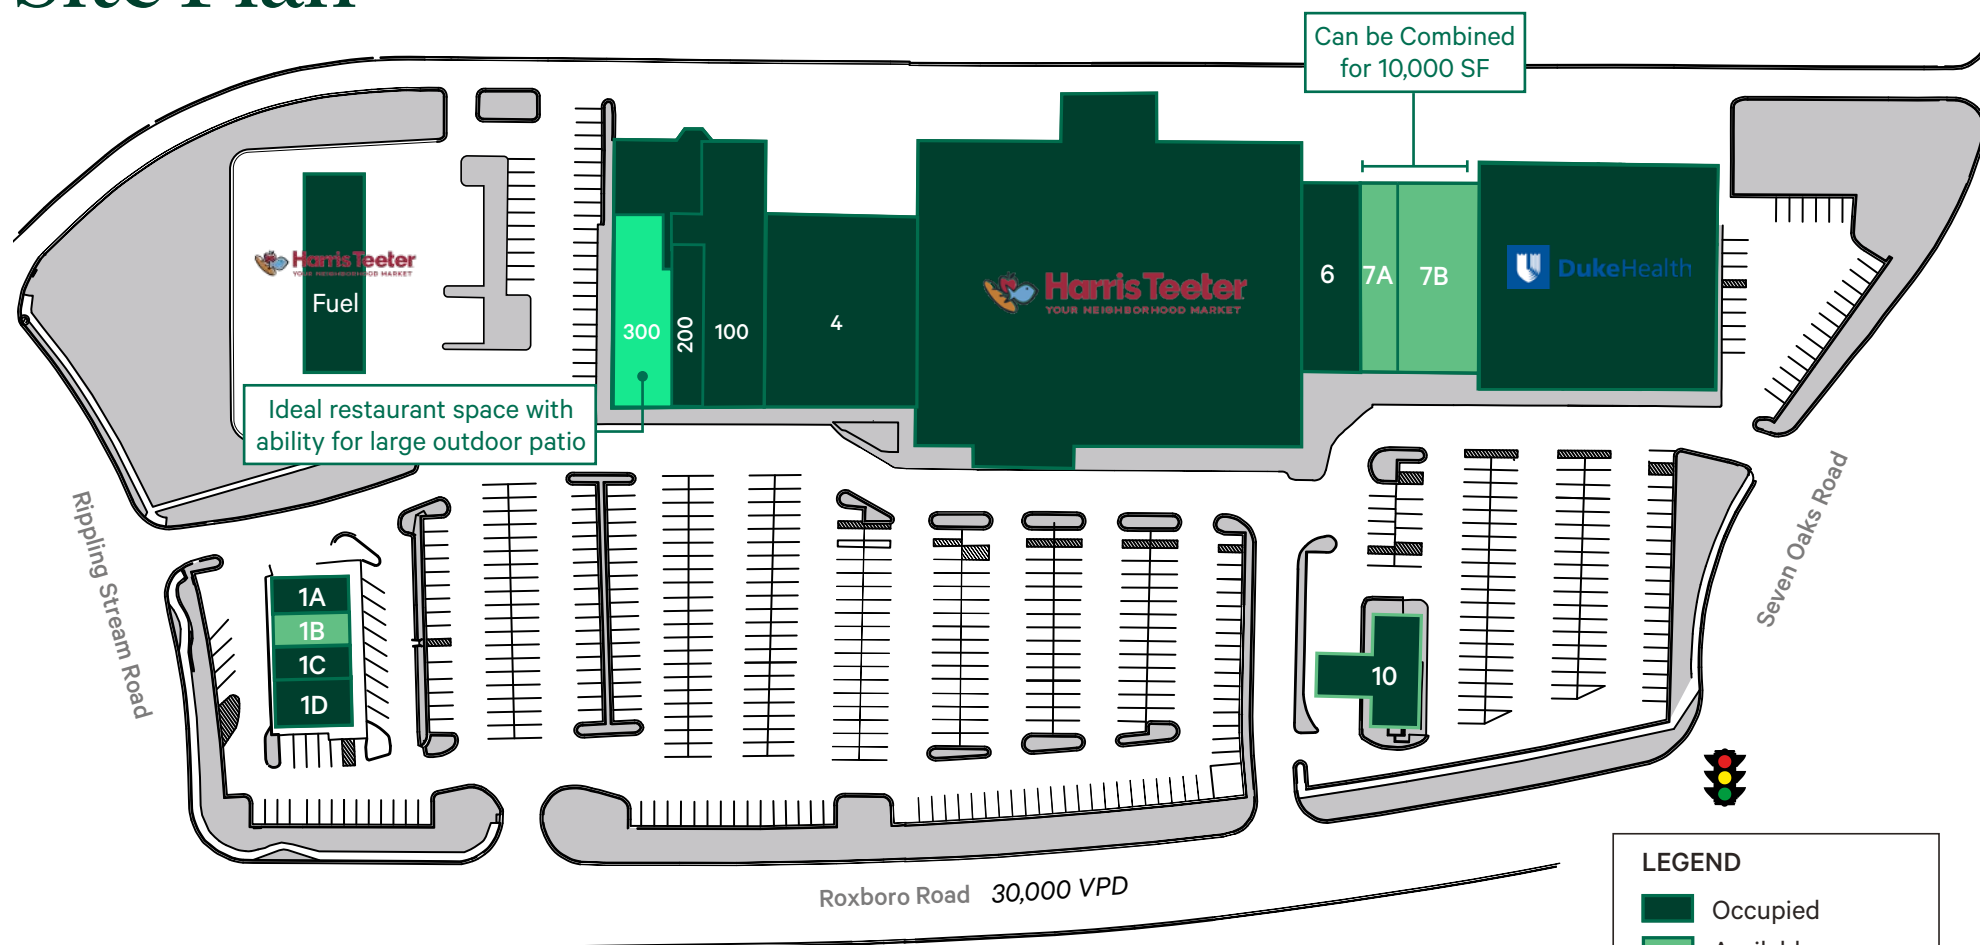 Site Plan
Can be Combined
for 10,000 SF
Harris Teeter
YOUR NEIGHBORHOOD MARKET
Fuel
300
200
100
4
Harris Teeter
YOUR NEIGHBORHOOD MARKET
6
7A
7B
DukeHealth
Ideal restaurant space with
ability for large outdoor patio
Rippling Stream Road
Seven Oaks Road
1A
1B
1C
1D
10
Roxboro Road 30,000 VPD
LEGEND
Occupied
Available